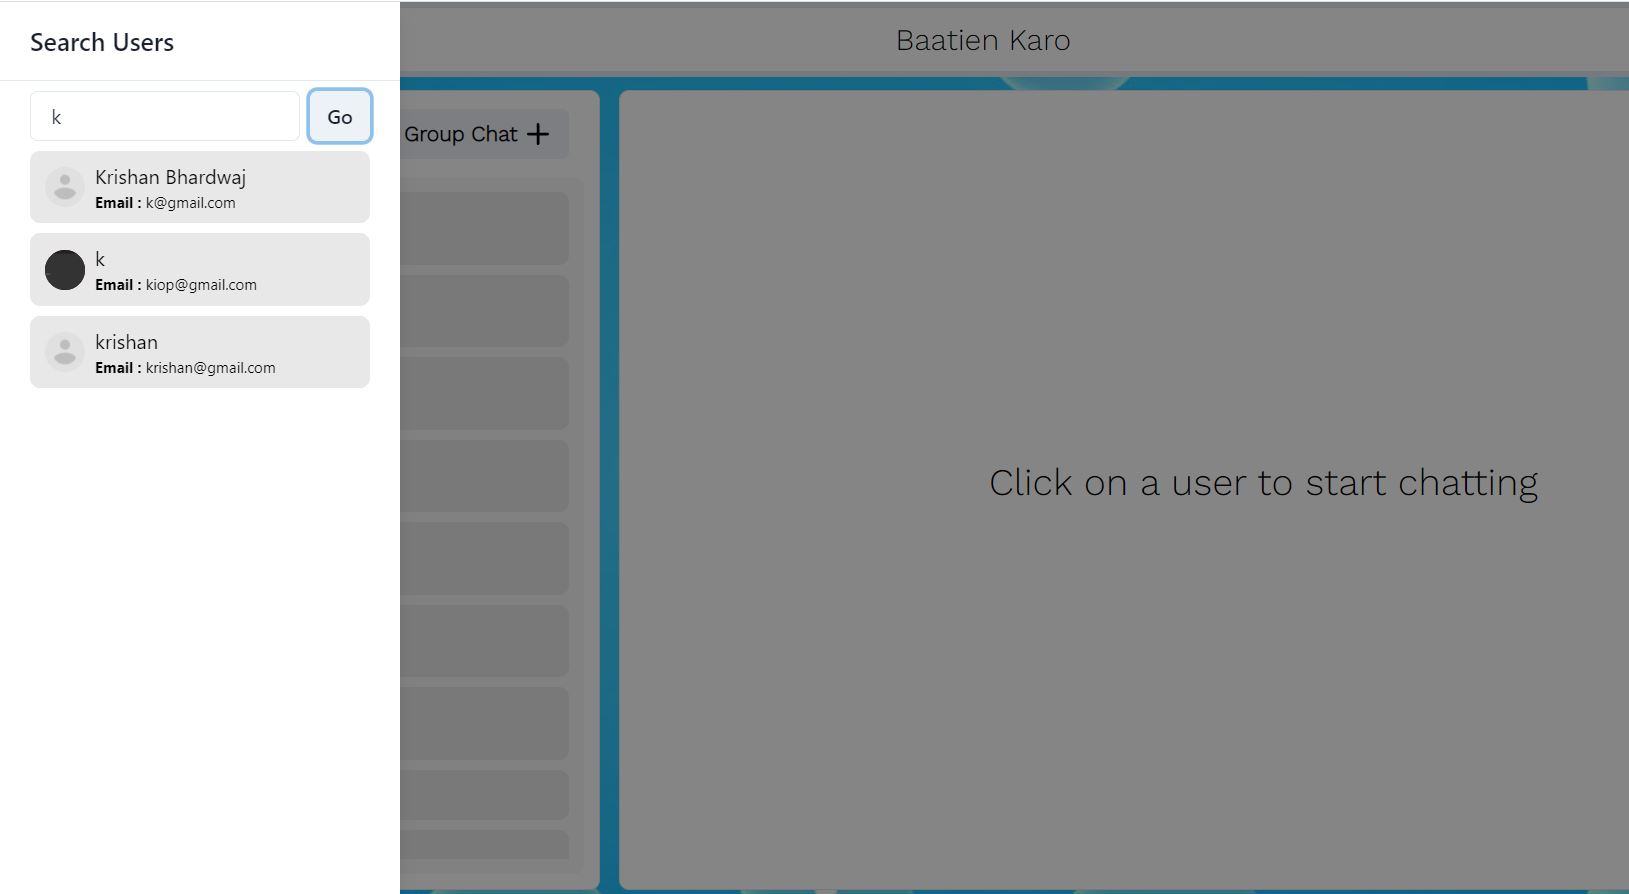 Search Users
Baatien Karo
k
Go
Group Chat +
Krishan Bhardwaj
Email : k@gmail.com
k
Email : kiop@gmail.com
krishan
Email : krishan@gmail.com
Click on a user to start chatting